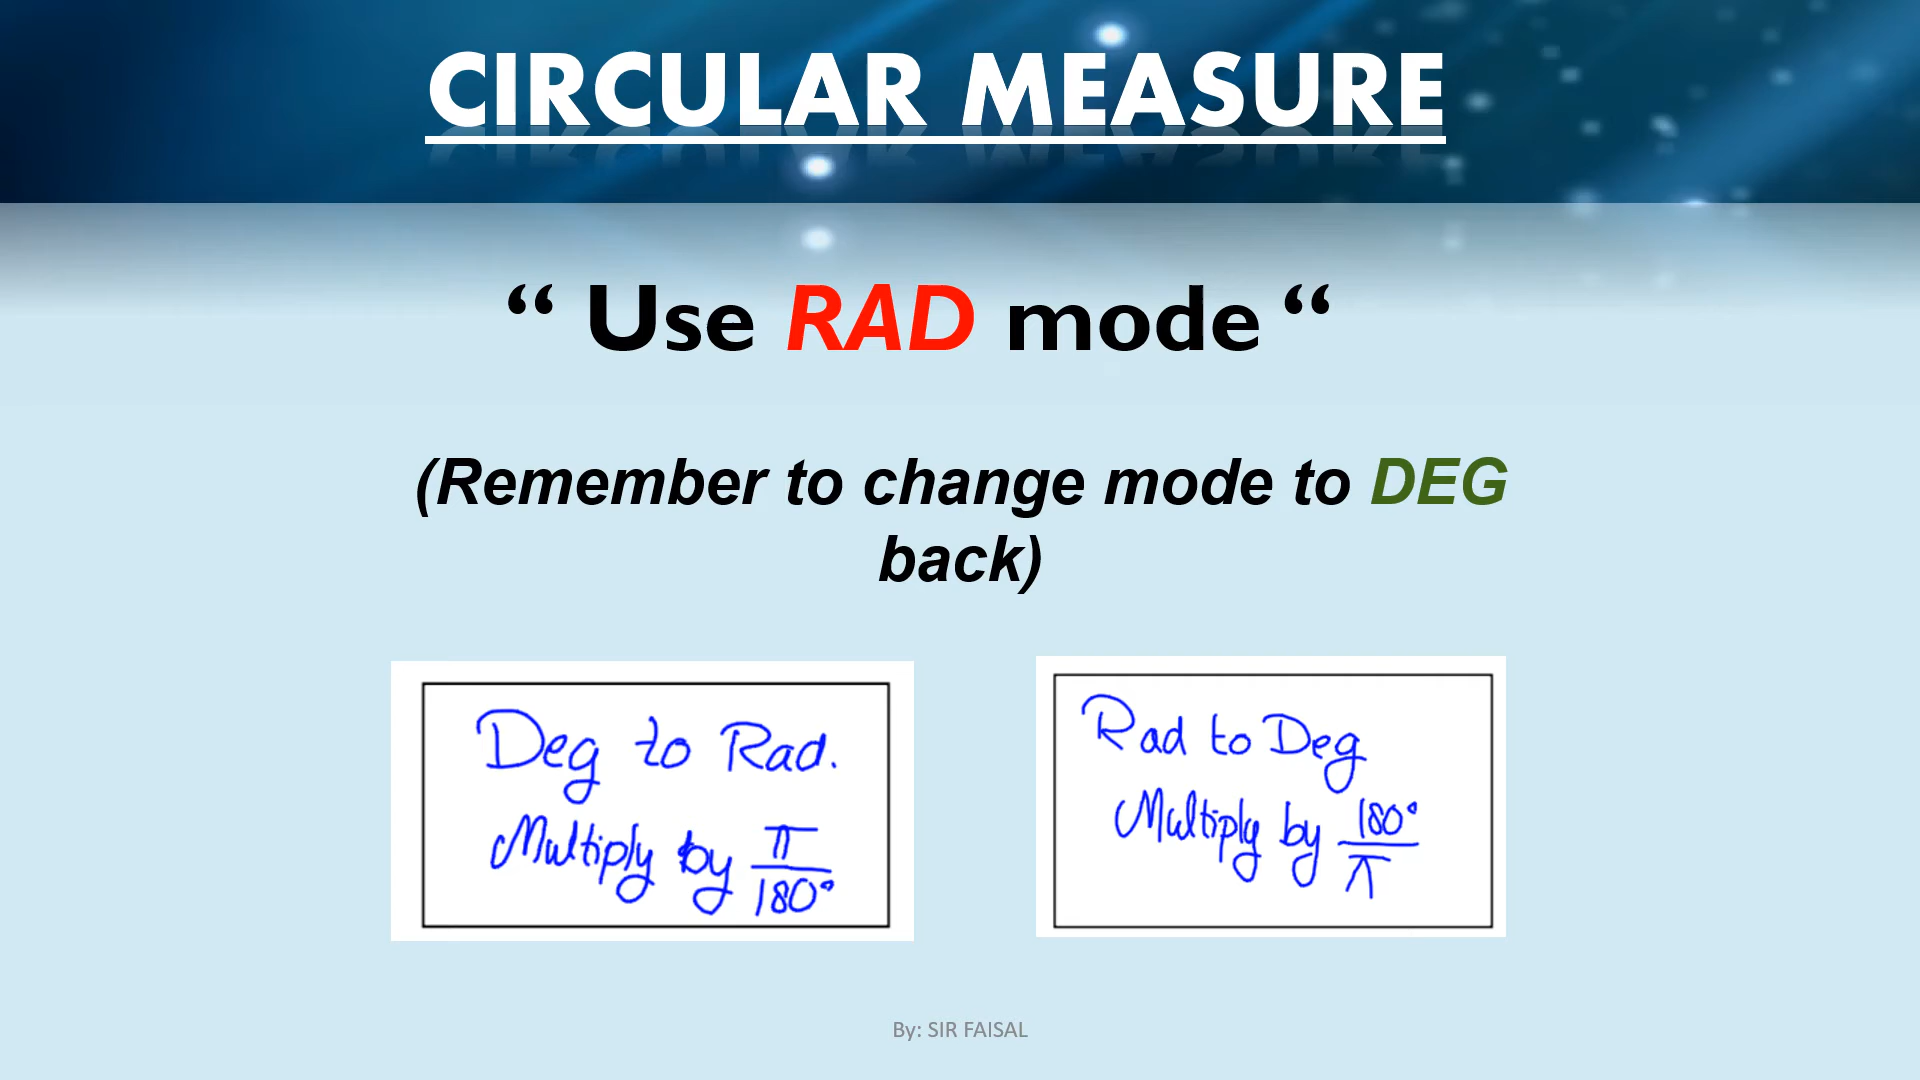 CIRCULAR MEASURE
“ Use RAD mode “
(Remember to change mode to DEG
back)
Deg to Rad.
Multiply by π/180°
Rad to Deg
Multiply by 180°/π
By: SIR FAISAL